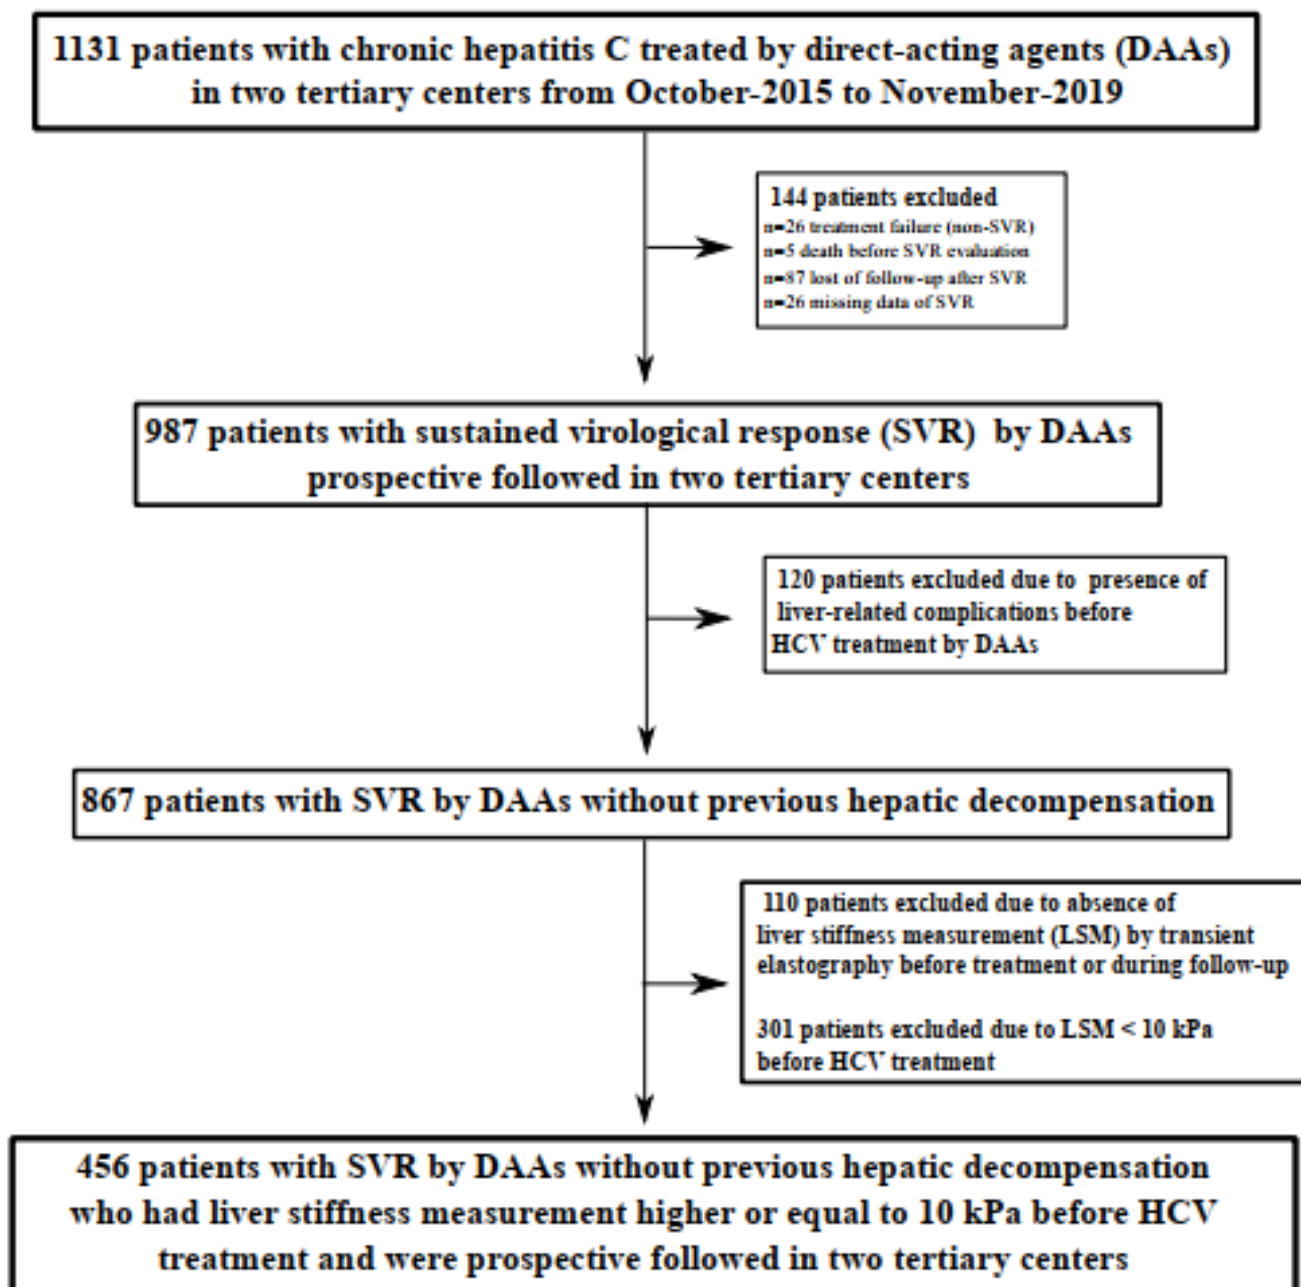 1131 patients with chronic hepatitis C treated by direct-acting agents (DAAs)
in two tertiary centers from October-2015 to November-2019
144 patients excluded
n=26 treatment failure (non-SVR)
n=5 death before SVR evaluation
n=87 lost of follow-up after SVR
n=26 missing data of SVR
987 patients with sustained virological response (SVR) by DAAs
prospective followed in two tertiary centers
120 patients excluded due to presence of
liver-related complications before
HCV treatment by DAAs
867 patients with SVR by DAAs without previous hepatic decompensation
110 patients excluded due to absence of
liver stiffness measurement (LSM) by transient
elastography before treatment or during follow-up
301 patients excluded due to LSM < 10 kPa
before HCV treatment
456 patients with SVR by DAAs without previous hepatic decompensation
who had liver stiffness measurement higher or equal to 10 kPa before HCV
treatment and were prospective followed in two tertiary centers